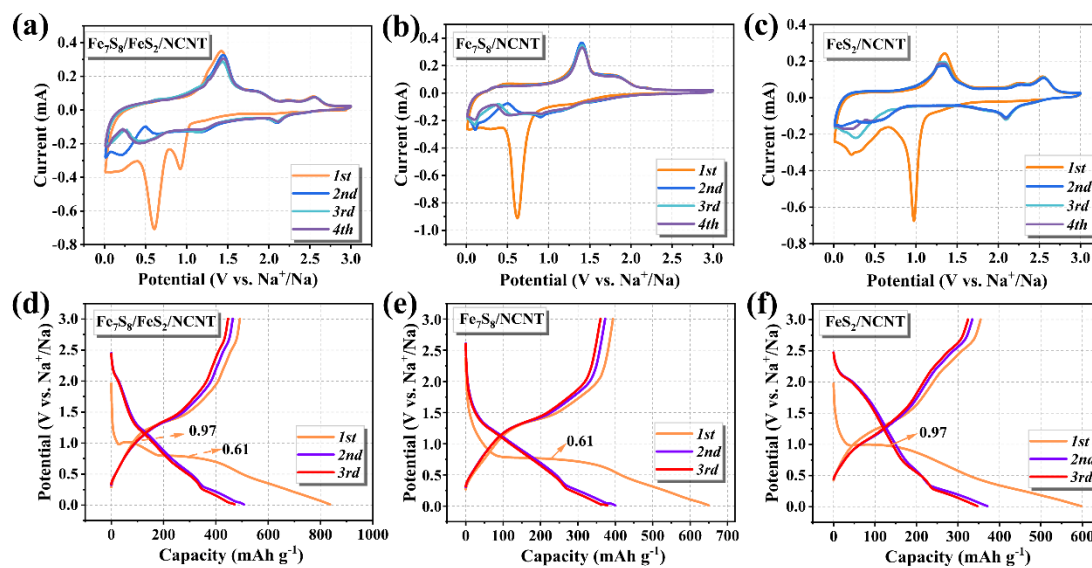 (a)
Fe₇S₈/FeS₂/NCNT
Current (mA)
0.4
0.2
0.0
-0.2
-0.4
-0.6
-0.8
0.0 0.5 1.0 1.5 2.0 2.5 3.0
Potential (V vs. Na⁺/Na)
1st
2nd
3rd
4th
(b)
Fe₇S₈/NCNT
Current (mA)
0.4
0.2
0.0
-0.2
-0.4
-0.6
-0.8
-1.0
0.0 0.5 1.0 1.5 2.0 2.5 3.0
Potential (V vs. Na⁺/Na)
1st
2nd
3rd
4th
(c)
FeS₂/NCNT
Current (mA)
0.4
0.2
0.0
-0.2
-0.4
-0.6
-0.8
0.0 0.5 1.0 1.5 2.0 2.5 3.0
Potential (V vs. Na⁺/Na)
1st
2nd
3rd
4th
(d)
Fe₇S₈/FeS₂/NCNT
Potential (V vs. Na⁺/Na)
3.0
2.5
2.0
1.5
1.0
0.5
0.0
0.97
0.61
1st
2nd
3rd
0 200 400 600 800
Capacity (mAh g⁻¹)
(e)
Fe₇S₈/NCNT
Potential (V vs. Na⁺/Na)
3.0
2.5
2.0
1.5
1.0
0.5
0.0
0.61
1st
2nd
3rd
0 100 200 300 400 500 600 700
Capacity (mAh g⁻¹)
(f)
FeS₂/NCNT
Potential (V vs. Na⁺/Na)
3.0
2.5
2.0
1.5
1.0
0.5
0.0
0.97
1st
2nd
3rd
0 100 200 300 400 500 600
Capacity (mAh g⁻¹)